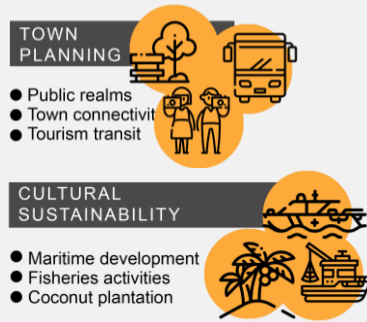 TOWN
PLANNING
● Public realms
● Town connectivit
● Tourism transit
CULTURAL
SUSTAINABILITY
● Maritime development
● Fisheries activities
● Coconut plantation